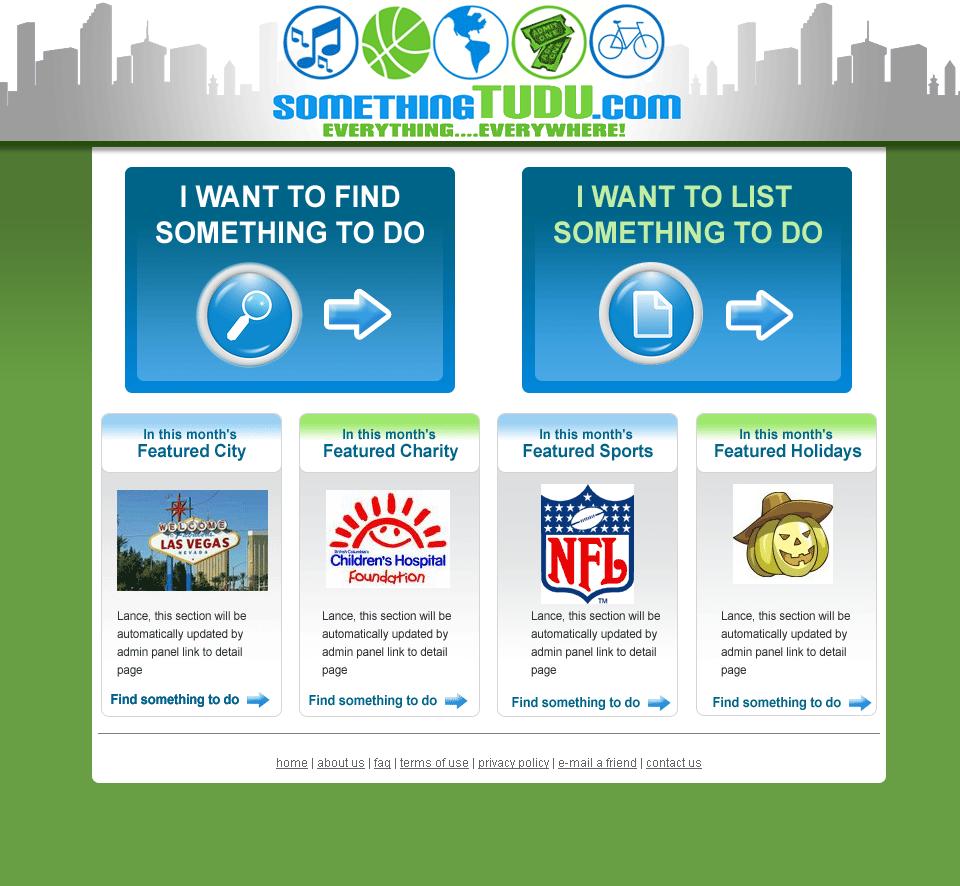 ADMIT ONE
SOMETHINGTUDU.COM
EVERYTHING....EVERYWHERE!
I WANT TO FIND
SOMETHING TO DO
I WANT TO LIST
SOMETHING TO DO
In this month's
Featured City
In this month's
Featured Charity
In this month's
Featured Sports
In this month's
Featured Holidays
WELCOME
LAS VEGAS
NEVADA
British Columbia's
Children's Hospital
Foundation
NFL
TM
Lance, this section will be
automatically updated by
admin panel link to detail
page
Lance, this section will be
automatically updated by
admin panel link to detail
page
Lance, this section will be
automatically updated by
admin panel link to detail
page
Lance, this section will be
automatically updated by
admin panel link to detail
page
Find something to do
Find something to do
Find something to do
Find something to do
home | about us | faq | terms of use | privacy policy | e-mail a friend | contact us